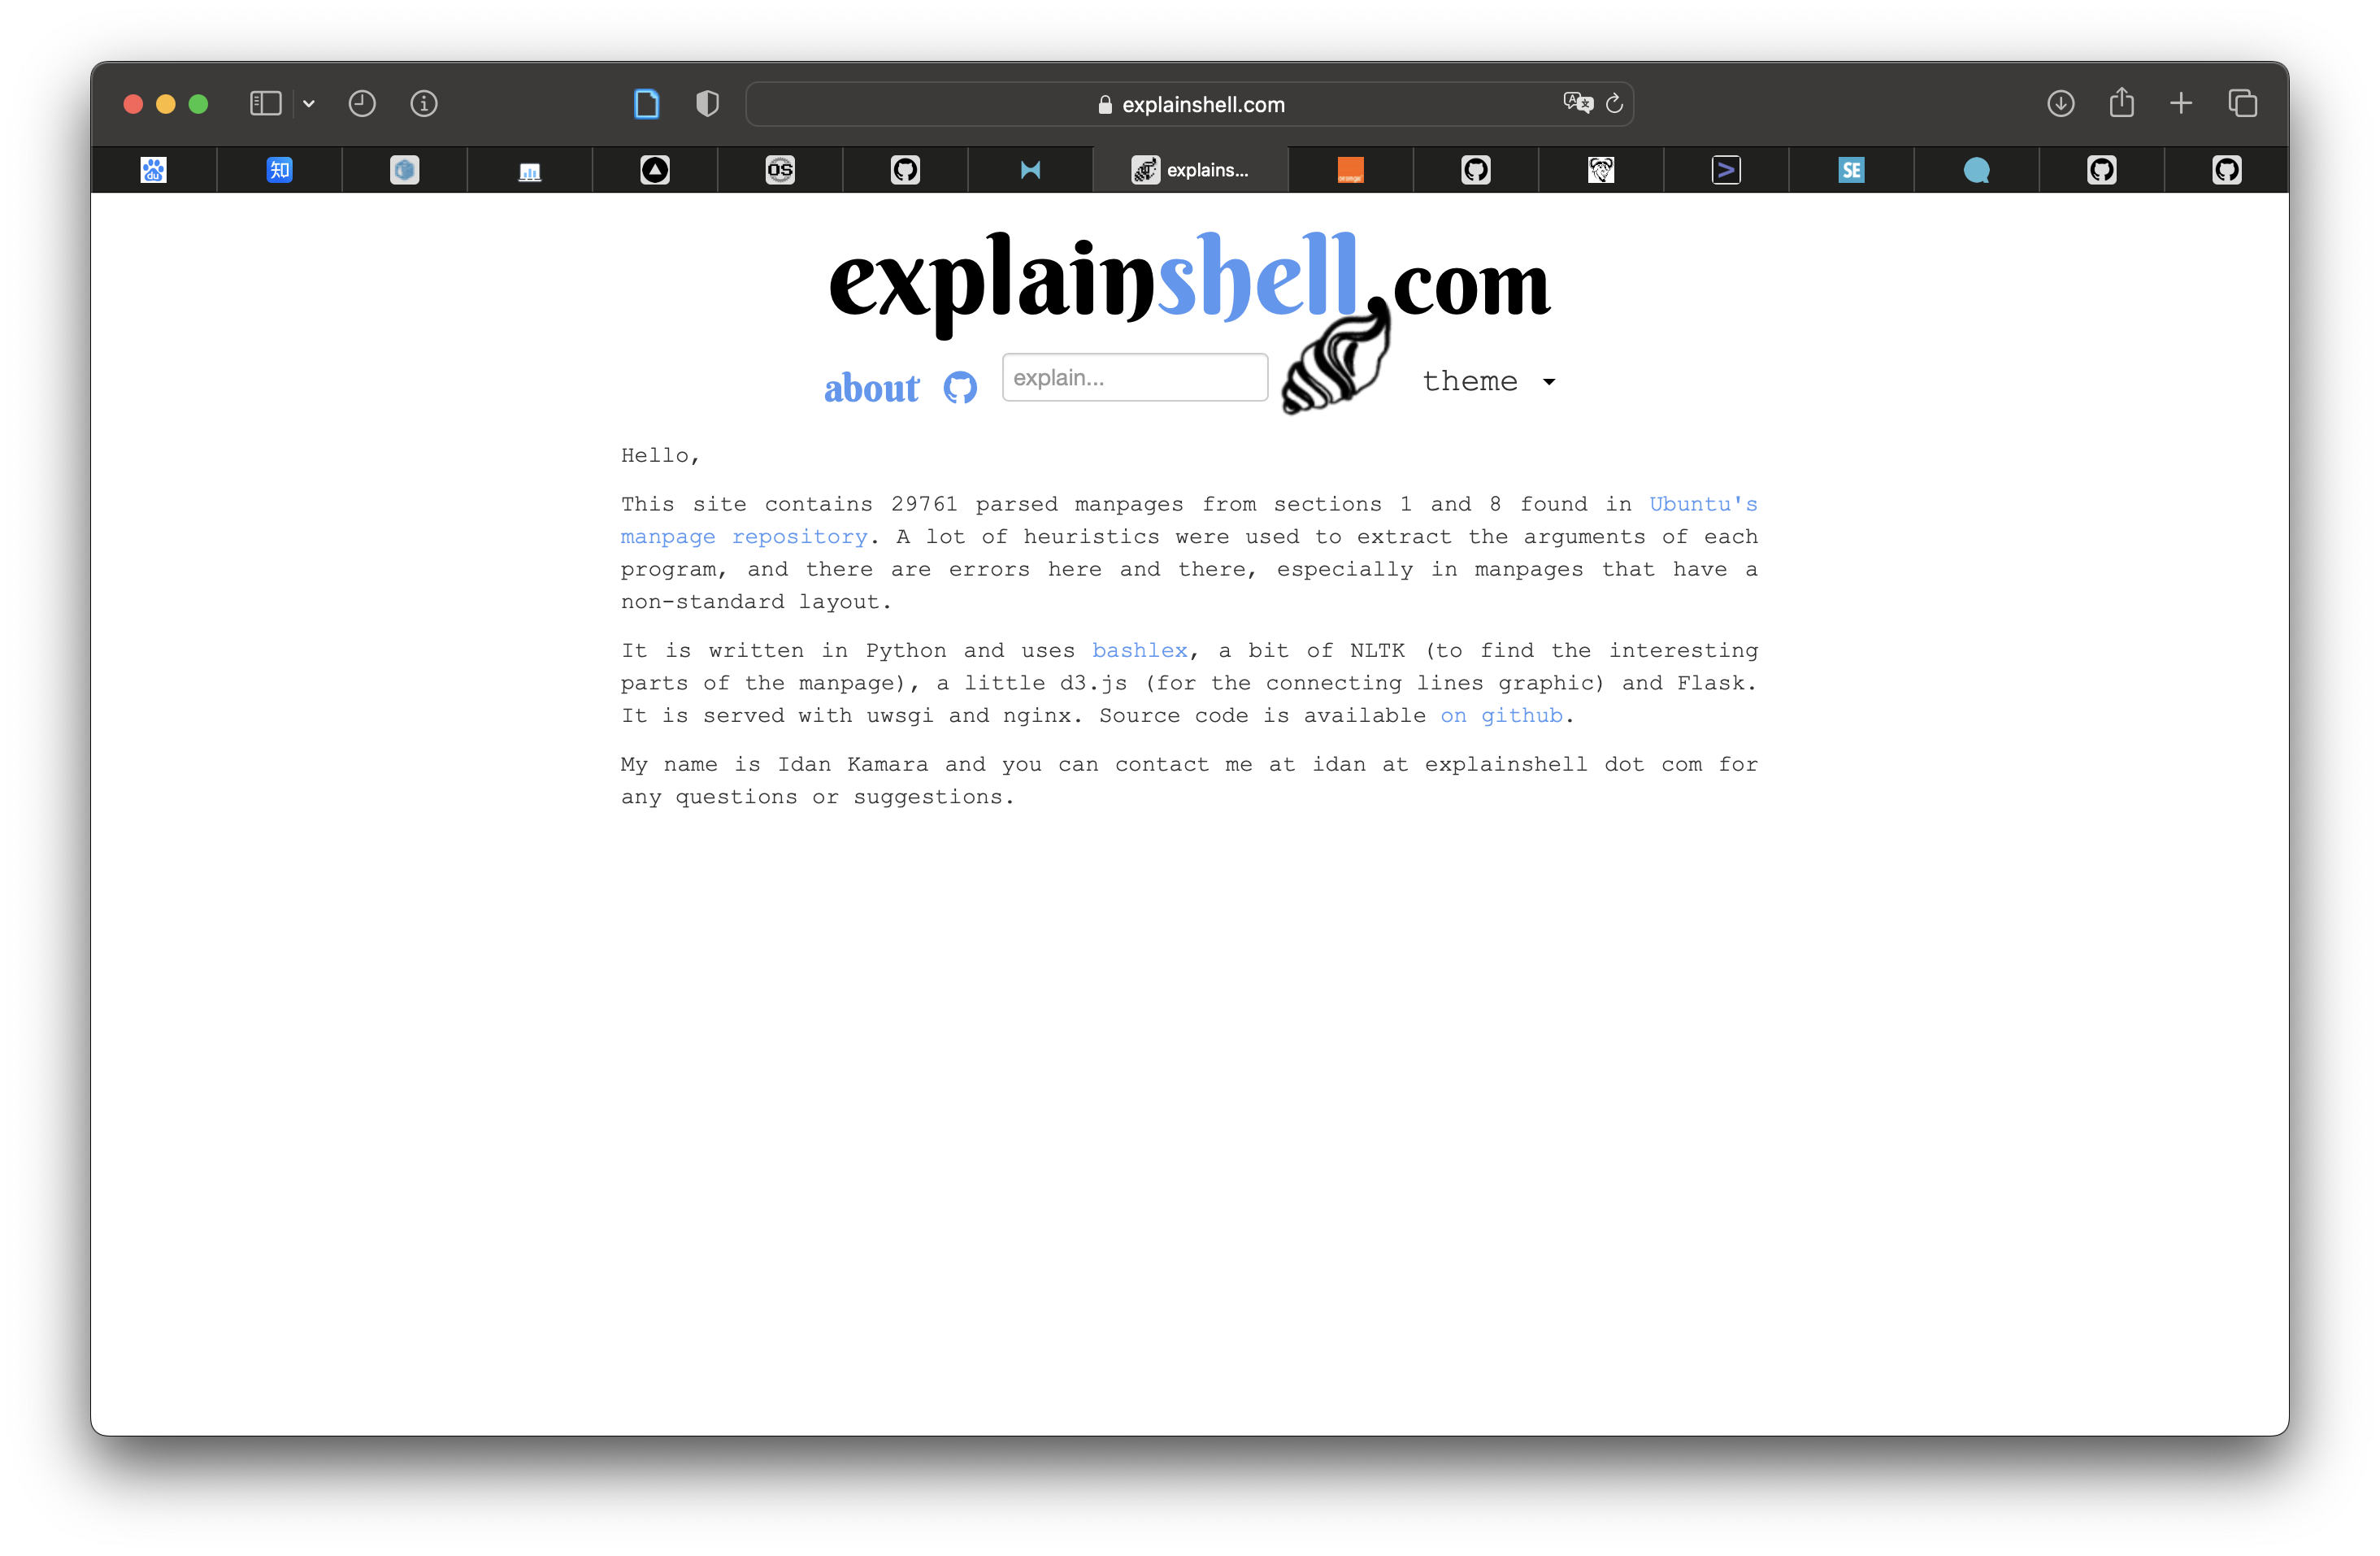 explainshell.com
du
知
OS
explains...
orange
>
SE
explainshell.com
about
explain...
theme
Hello,
This site contains 29761 parsed manpages from sections 1 and 8 found in Ubuntu's
manpage repository. A lot of heuristics were used to extract the arguments of each
program, and there are errors here and there, especially in manpages that have a
non-standard layout.
It is written in Python and uses bashlex, a bit of NLTK (to find the interesting
parts of the manpage), a little d3.js (for the connecting lines graphic) and Flask.
It is served with uwsgi and nginx. Source code is available on github.
My name is Idan Kamara and you can contact me at idan at explainshell dot com for
any questions or suggestions.